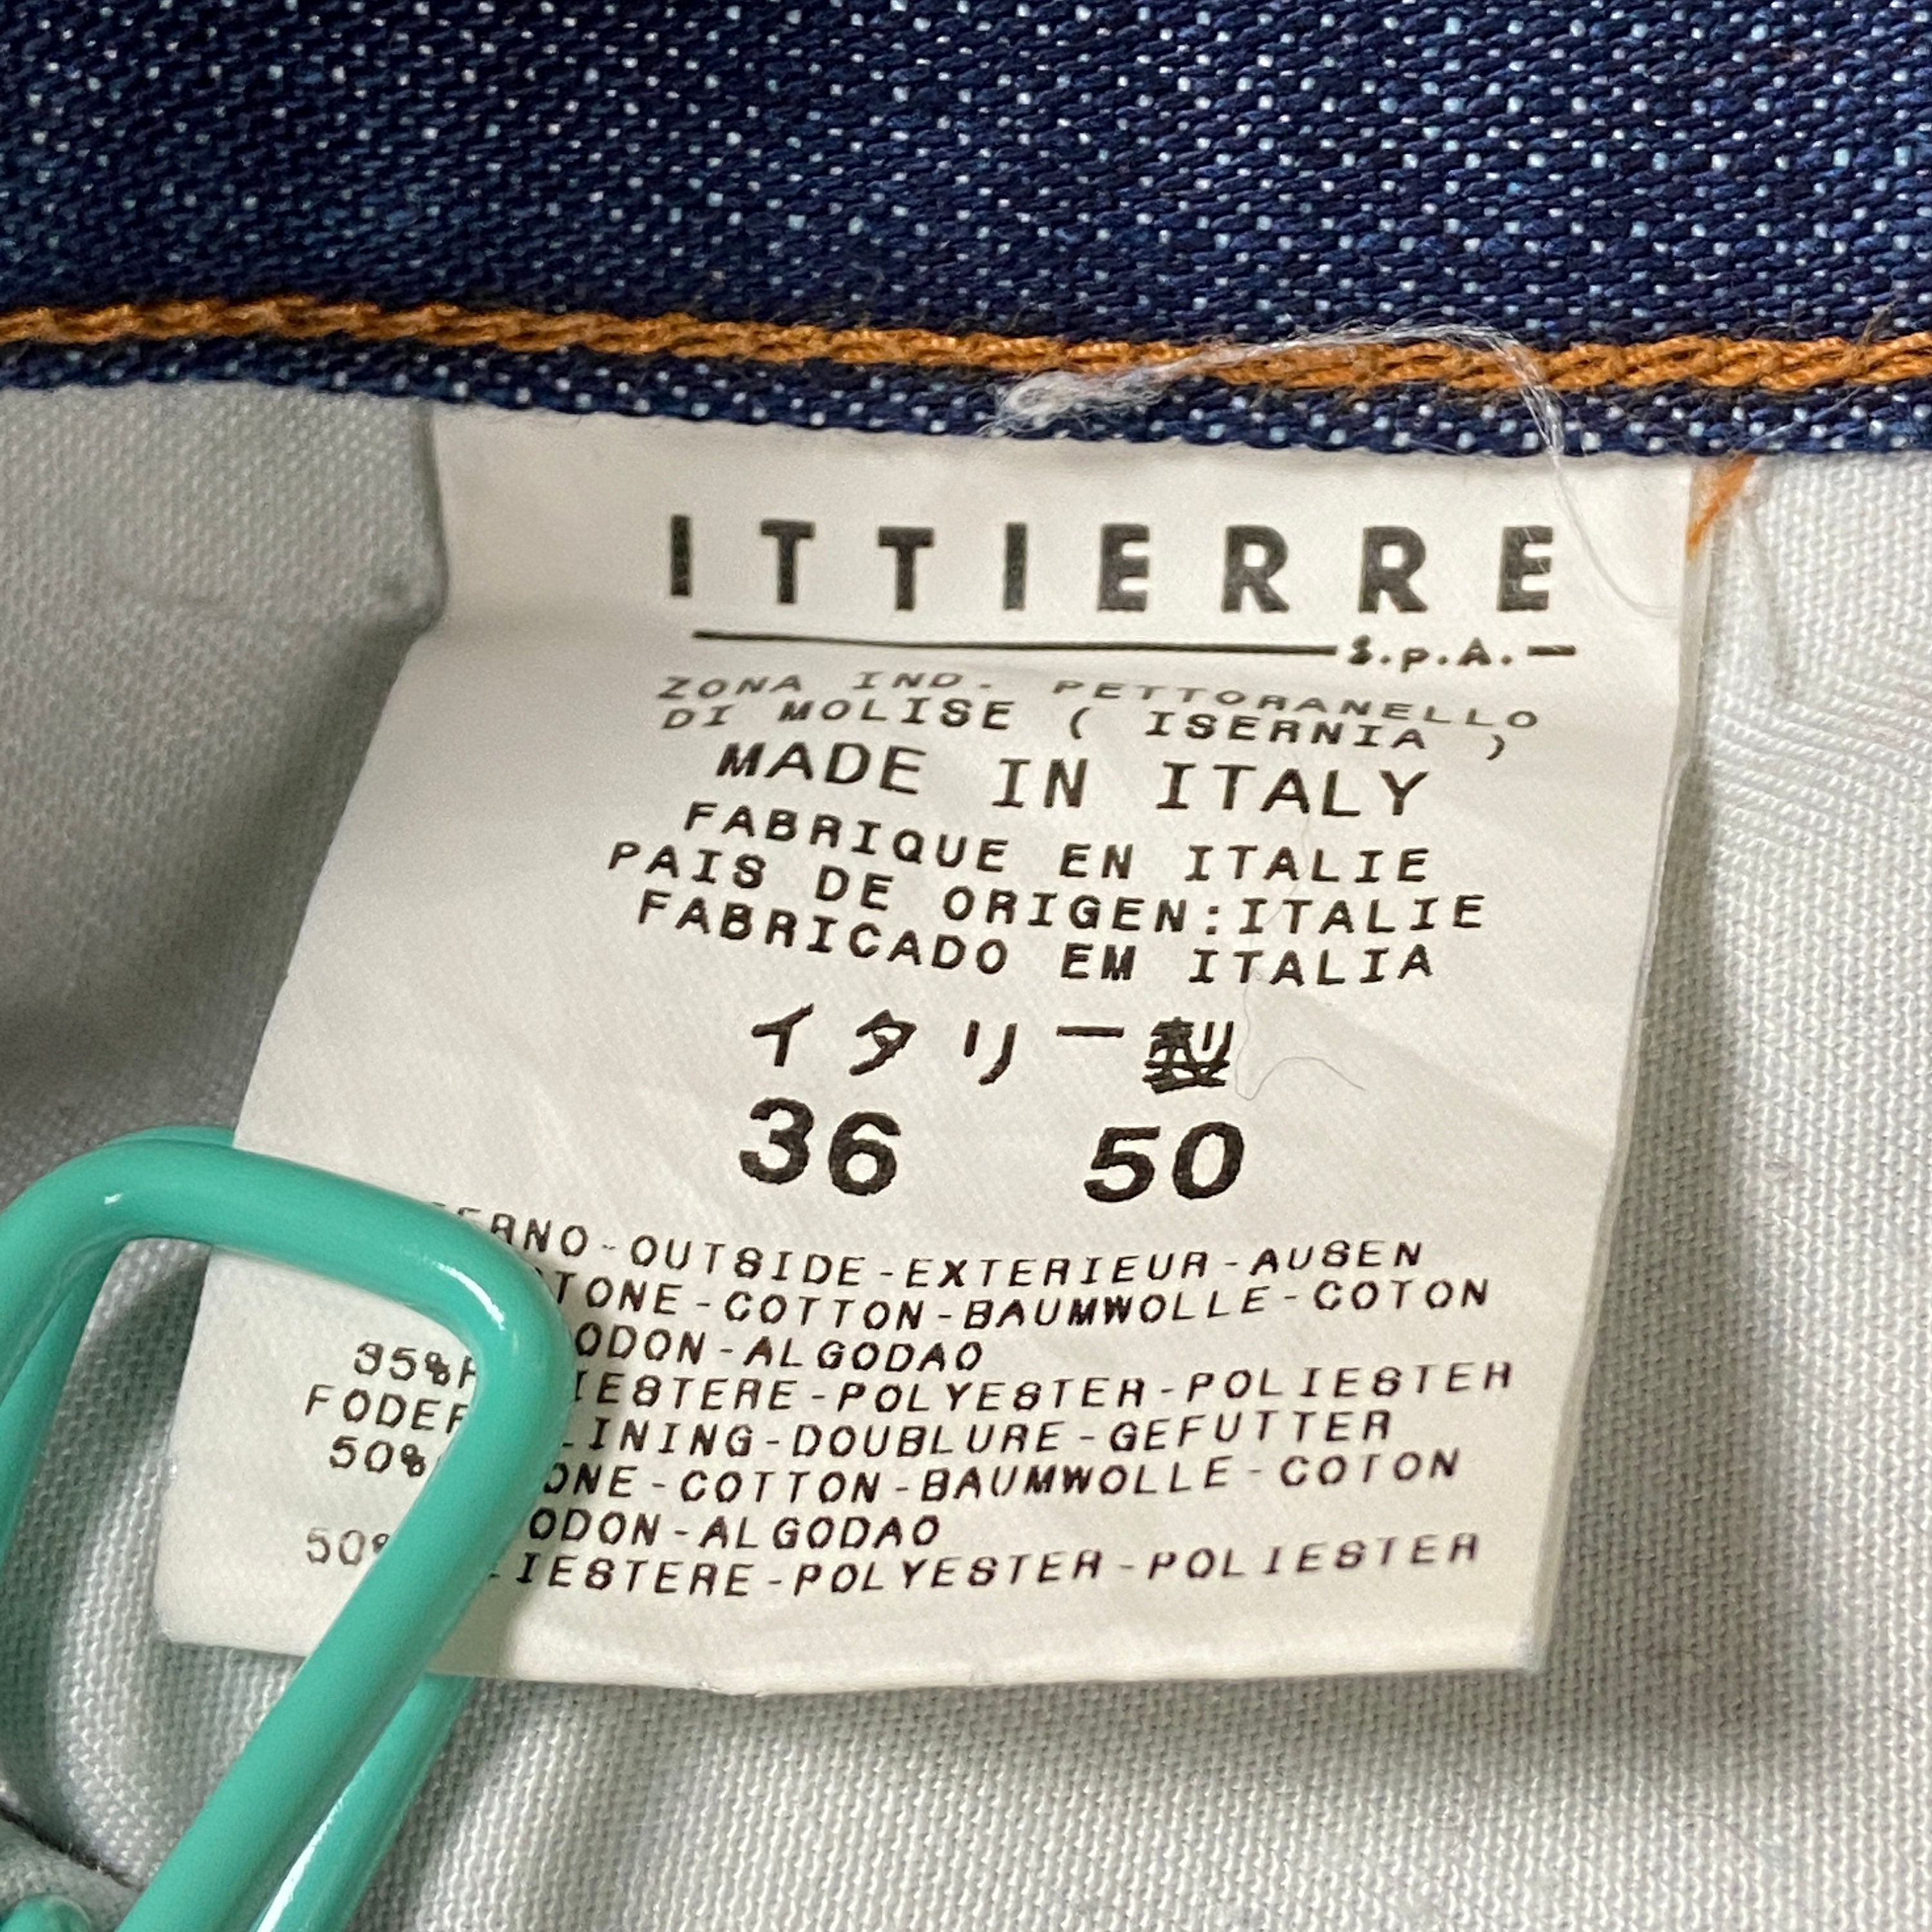 ITTIERRE
S.p.A.
ZONA IND. PETTORANELLO
DI MOLISE ( ISERNIA )
MADE IN ITALY
FABRIQUE EN ITALIE
PAIS DE ORIGEN:ITALIE
FABRICADO EM ITALIA
イタリー製
36 50
-OUTSIDE-EXTERIEUR-AUSEN
-COTTON-BAUMWOLLE-COTON
-ALGODAO
35% -POLYESTER-POLIESTER
LINING-DOUBLURE-GEFUTTER
50% -COTTON-BAUMWOLLE-COTON
-ALGODAO
50% -POLYESTER-POLIESTER